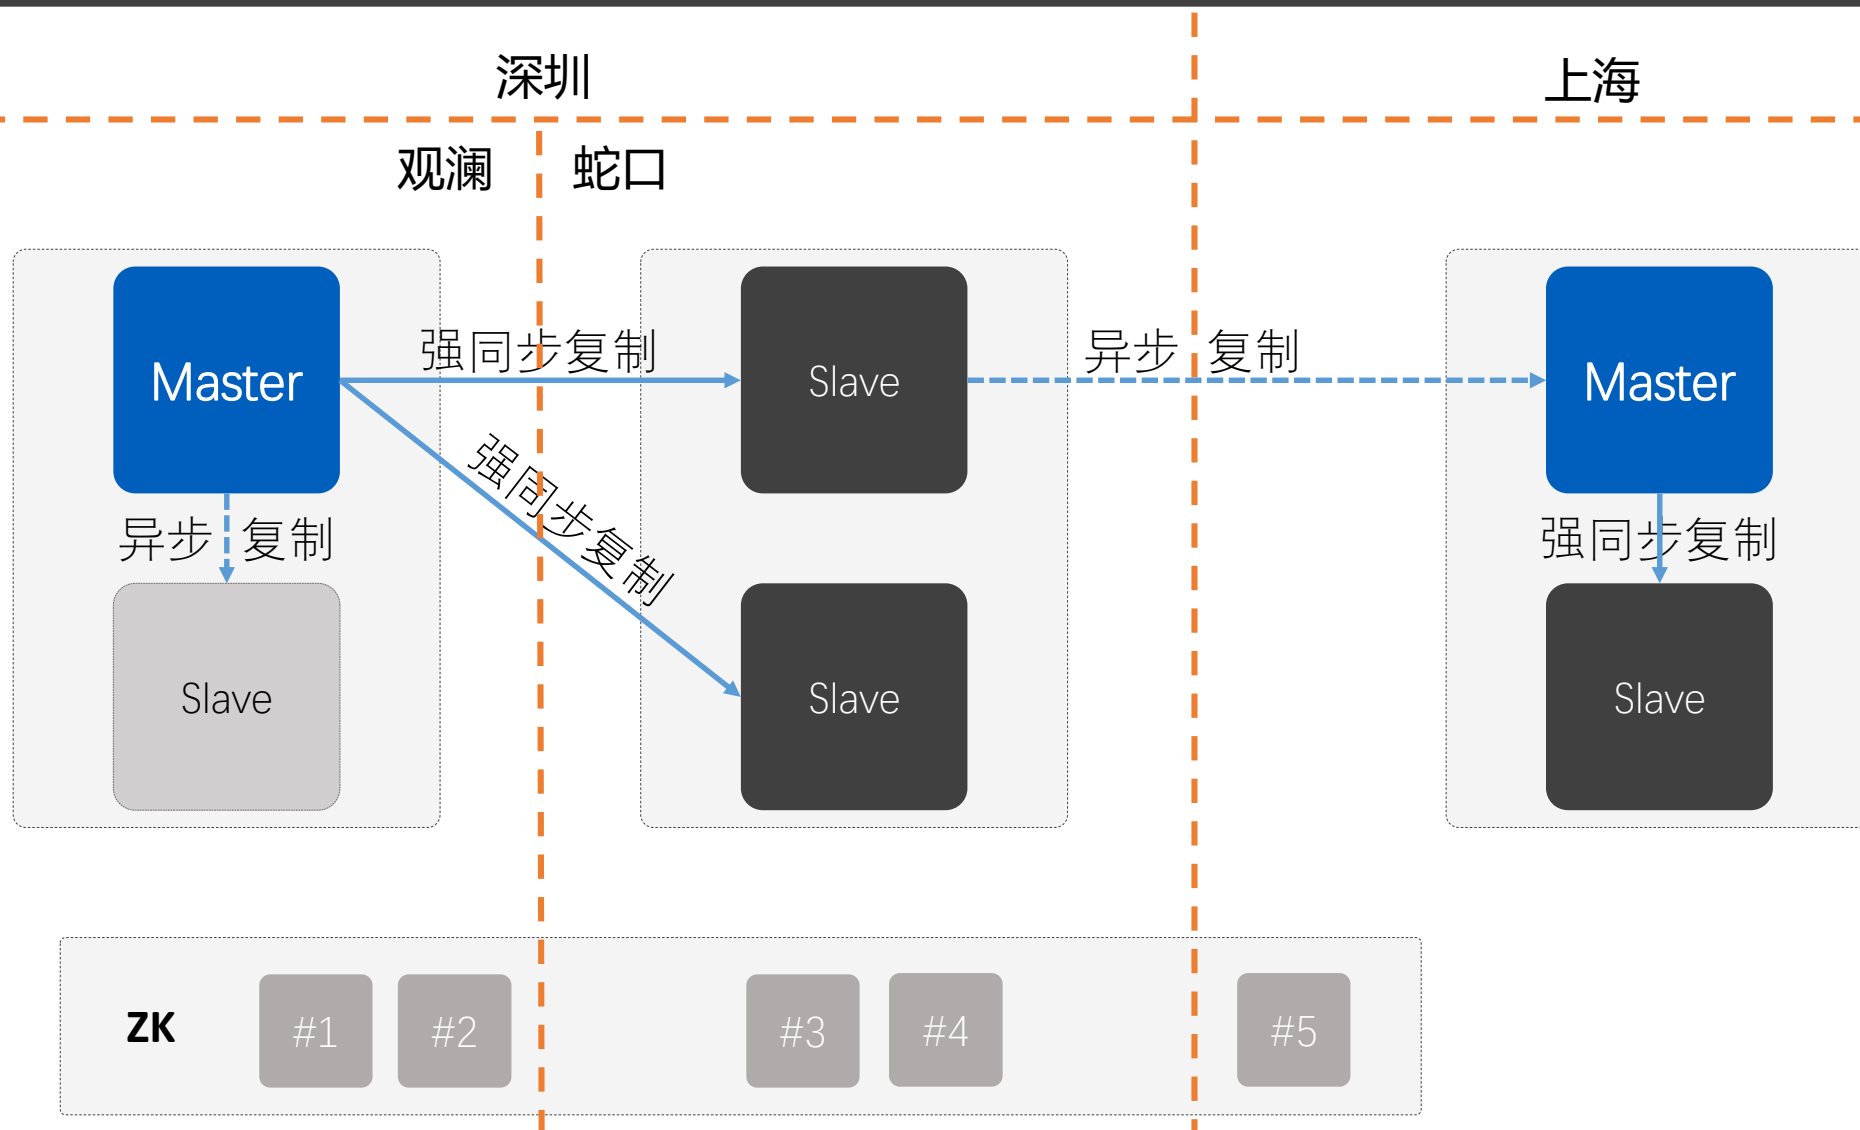 深圳
上海
观澜
蛇口
强同步复制
异步 复制
Master
Slave
Master
强同步复制
异步 复制
强同步复制
Slave
Slave
Slave
ZK
#1
#2
#3
#4
#5